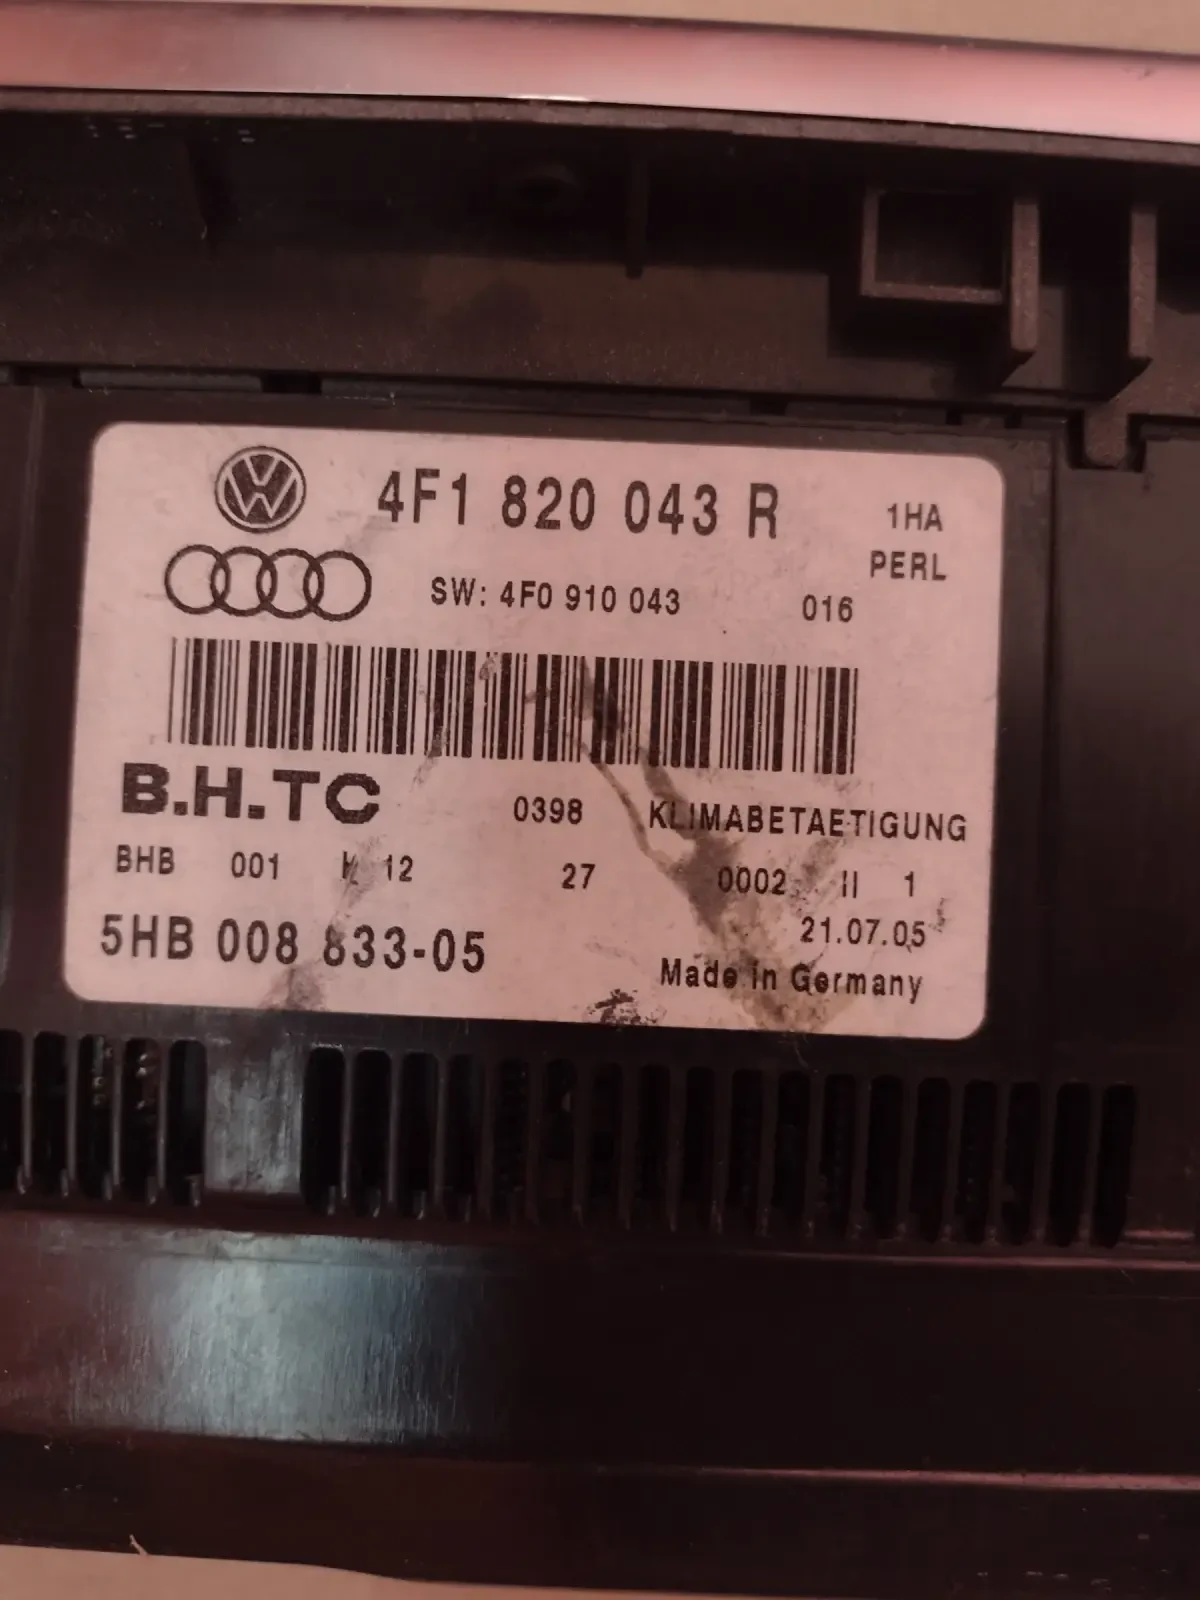 4F1 820 043 R 1HA
PERL
SW: 4F0 910 043 016
B.H.TC 0398 KLIMABETAETIGUNG
BHB 001 12 27 0002 1
21.07.05
5HB 008 833-05
Made in Germany